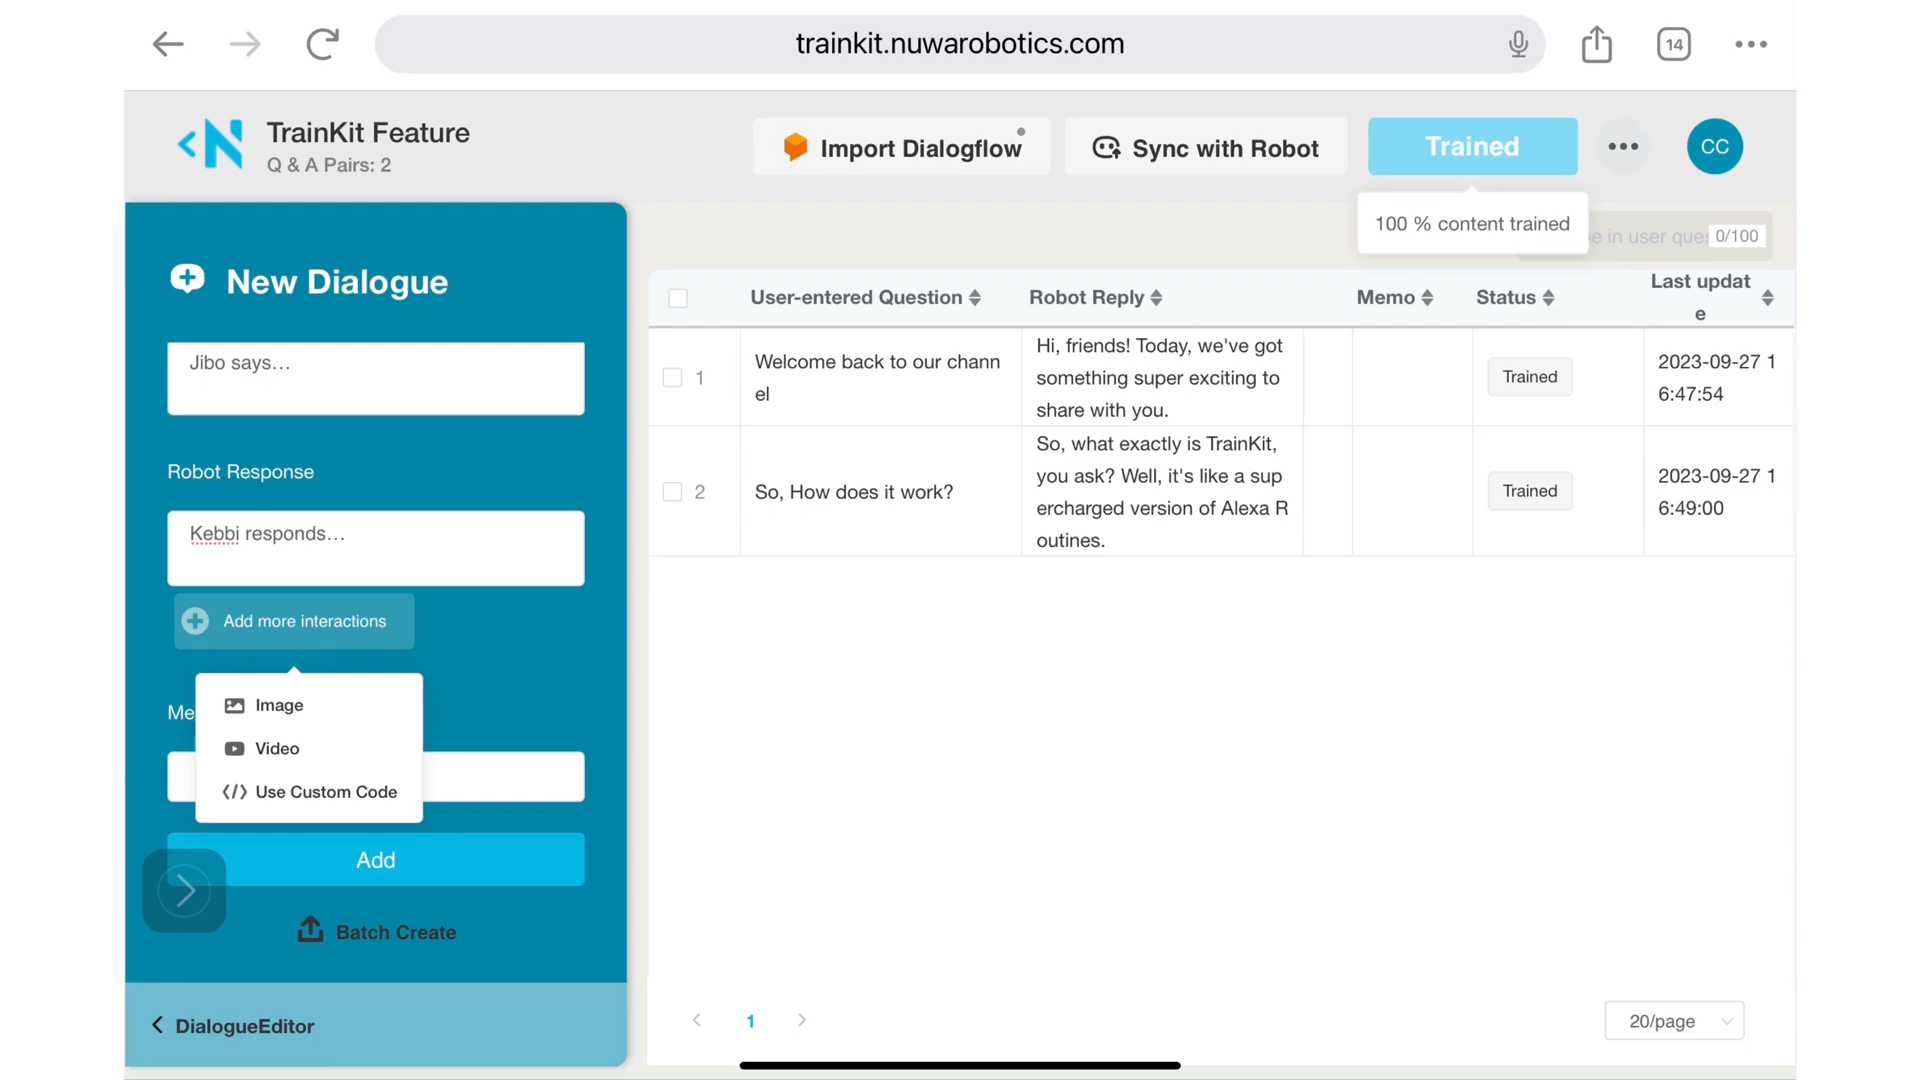 trainkit.nuwarobotics.com
14
TrainKit Feature
Q & A Pairs: 2
Import Dialogflow
Sync with Robot
Trained
CC
100 % content trained
e in user ques
0/100
New Dialogue
Jibo says...
Robot Response
Kebbi responds...
Add more interactions
Image
Me
Video
Use Custom Code
Add
Batch Create
DialogueEditor
User-entered Question
Robot Reply
Memo
Status
Last updat
e
1
Welcome back to our chann
el
Hi, friends! Today, we've got
something super exciting to
share with you.
Trained
2023-09-27 1
6:47:54
2
So, How does it work?
So, what exactly is TrainKit,
you ask? Well, it's like a sup
ercharged version of Alexa R
outines.
Trained
2023-09-27 1
6:49:00
1
20/page